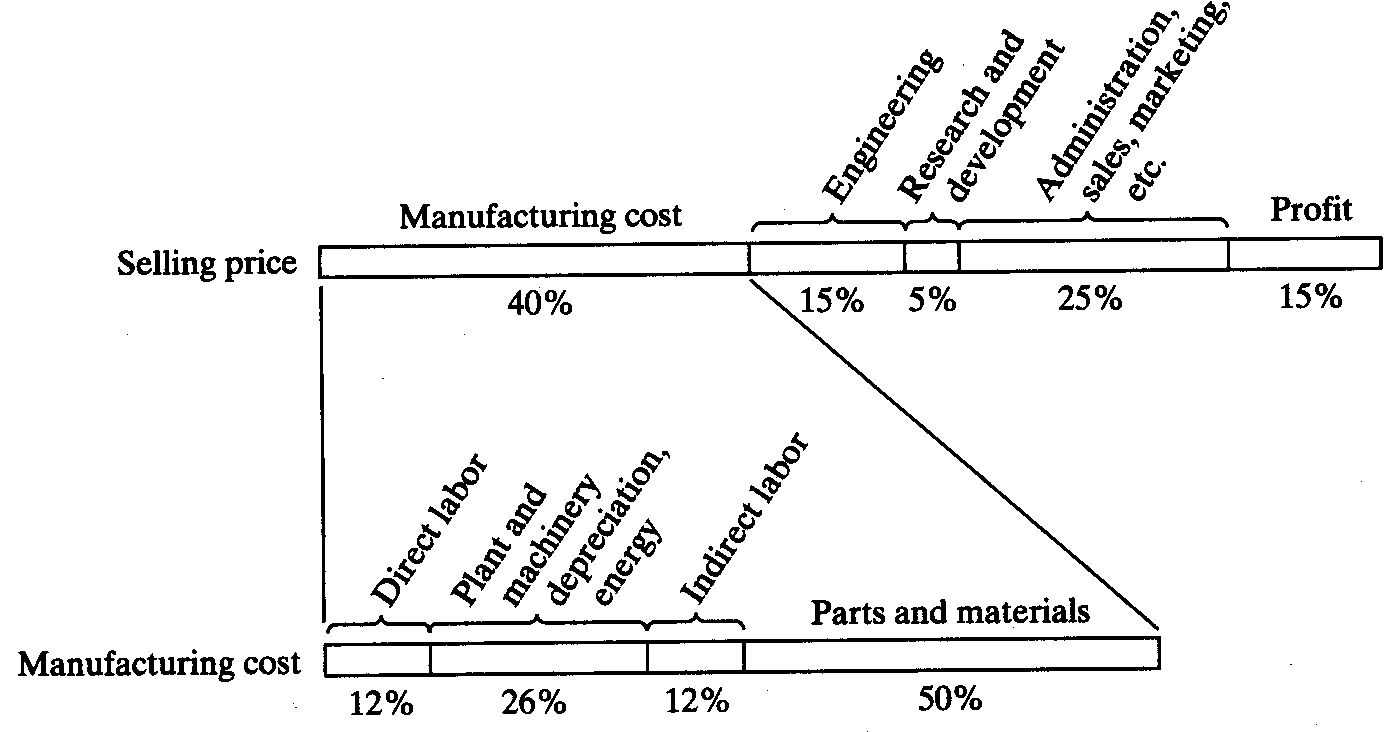 Engineering
Research and
development
Administration,
sales, marketing,
etc.
Manufacturing cost
Profit
Selling price
40%
15%
5%
25%
15%
Direct labor
Plant and
machinery
depreciation,
energy
Indirect labor
Parts and materials
Manufacturing cost
12%
26%
12%
50%